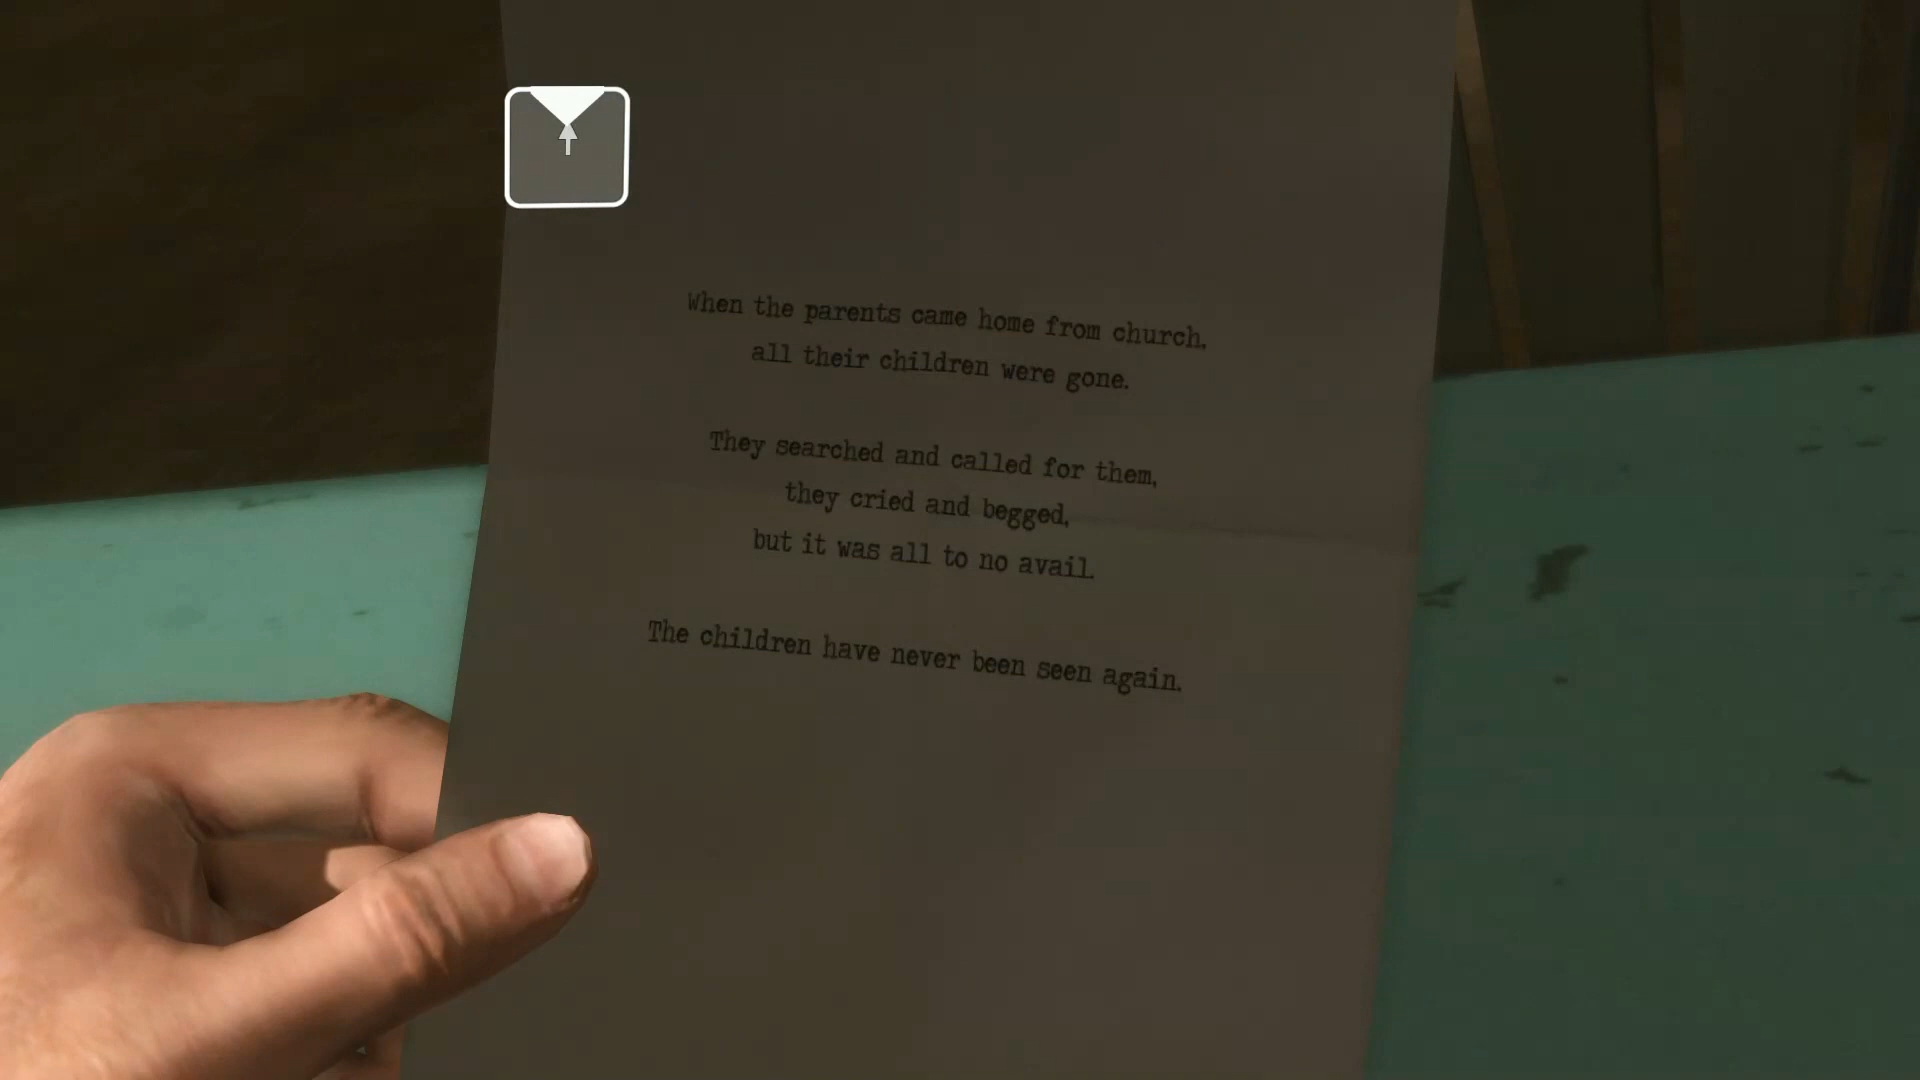 When the parents came home from church,
all their children were gone.
They searched and called for them,
they cried and begged,
but it was all to no avail.
The children have never been seen again.